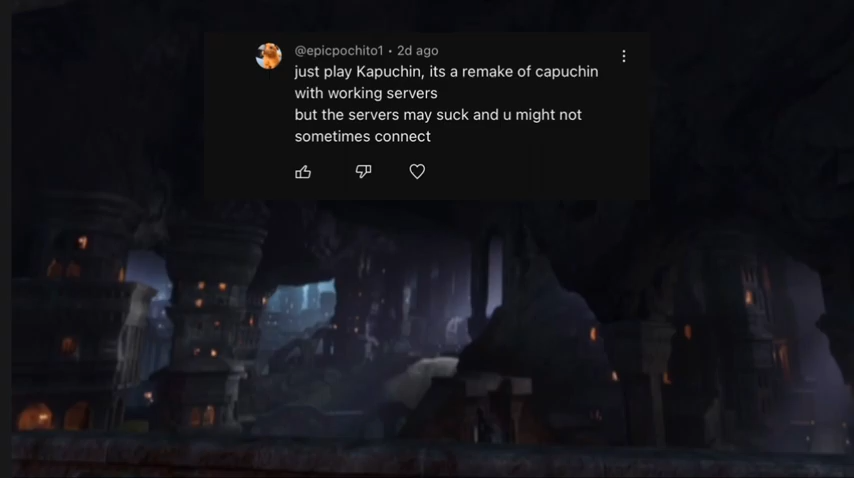 @epicpochito1 • 2d ago
just play Kapuchin, its a remake of capuchin
with working servers
but the servers may suck and u might not
sometimes connect